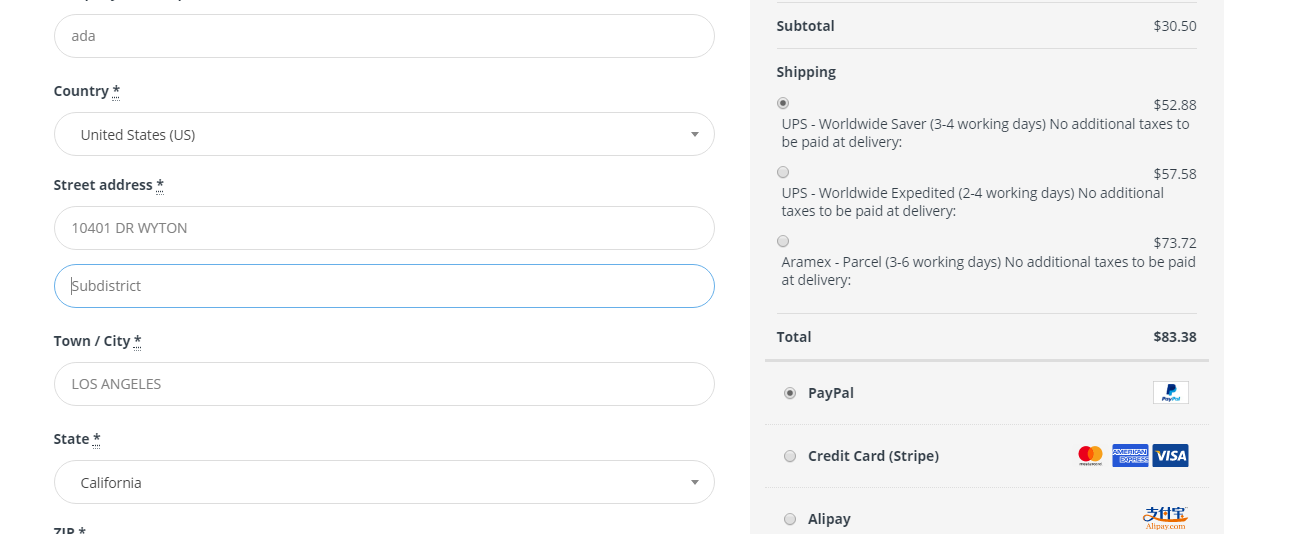 ada
Country *
United States (US)
Street address *
10401 DR WYTON
Subdistrict
Town / City *
LOS ANGELES
State *
California
ZIP *
Subtotal $30.50
Shipping
$52.88
UPS - Worldwide Saver (3-4 working days) No additional taxes to
be paid at delivery:
$57.58
UPS - Worldwide Expedited (2-4 working days) No additional
taxes to be paid at delivery:
$73.72
Aramex - Parcel (3-6 working days) No additional taxes to be paid
at delivery:
Total $83.38
PayPal PayPal
Credit Card (Stripe) mastercard AMERICAN EXPRESS VISA
Alipay 支付宝
Alipay.com